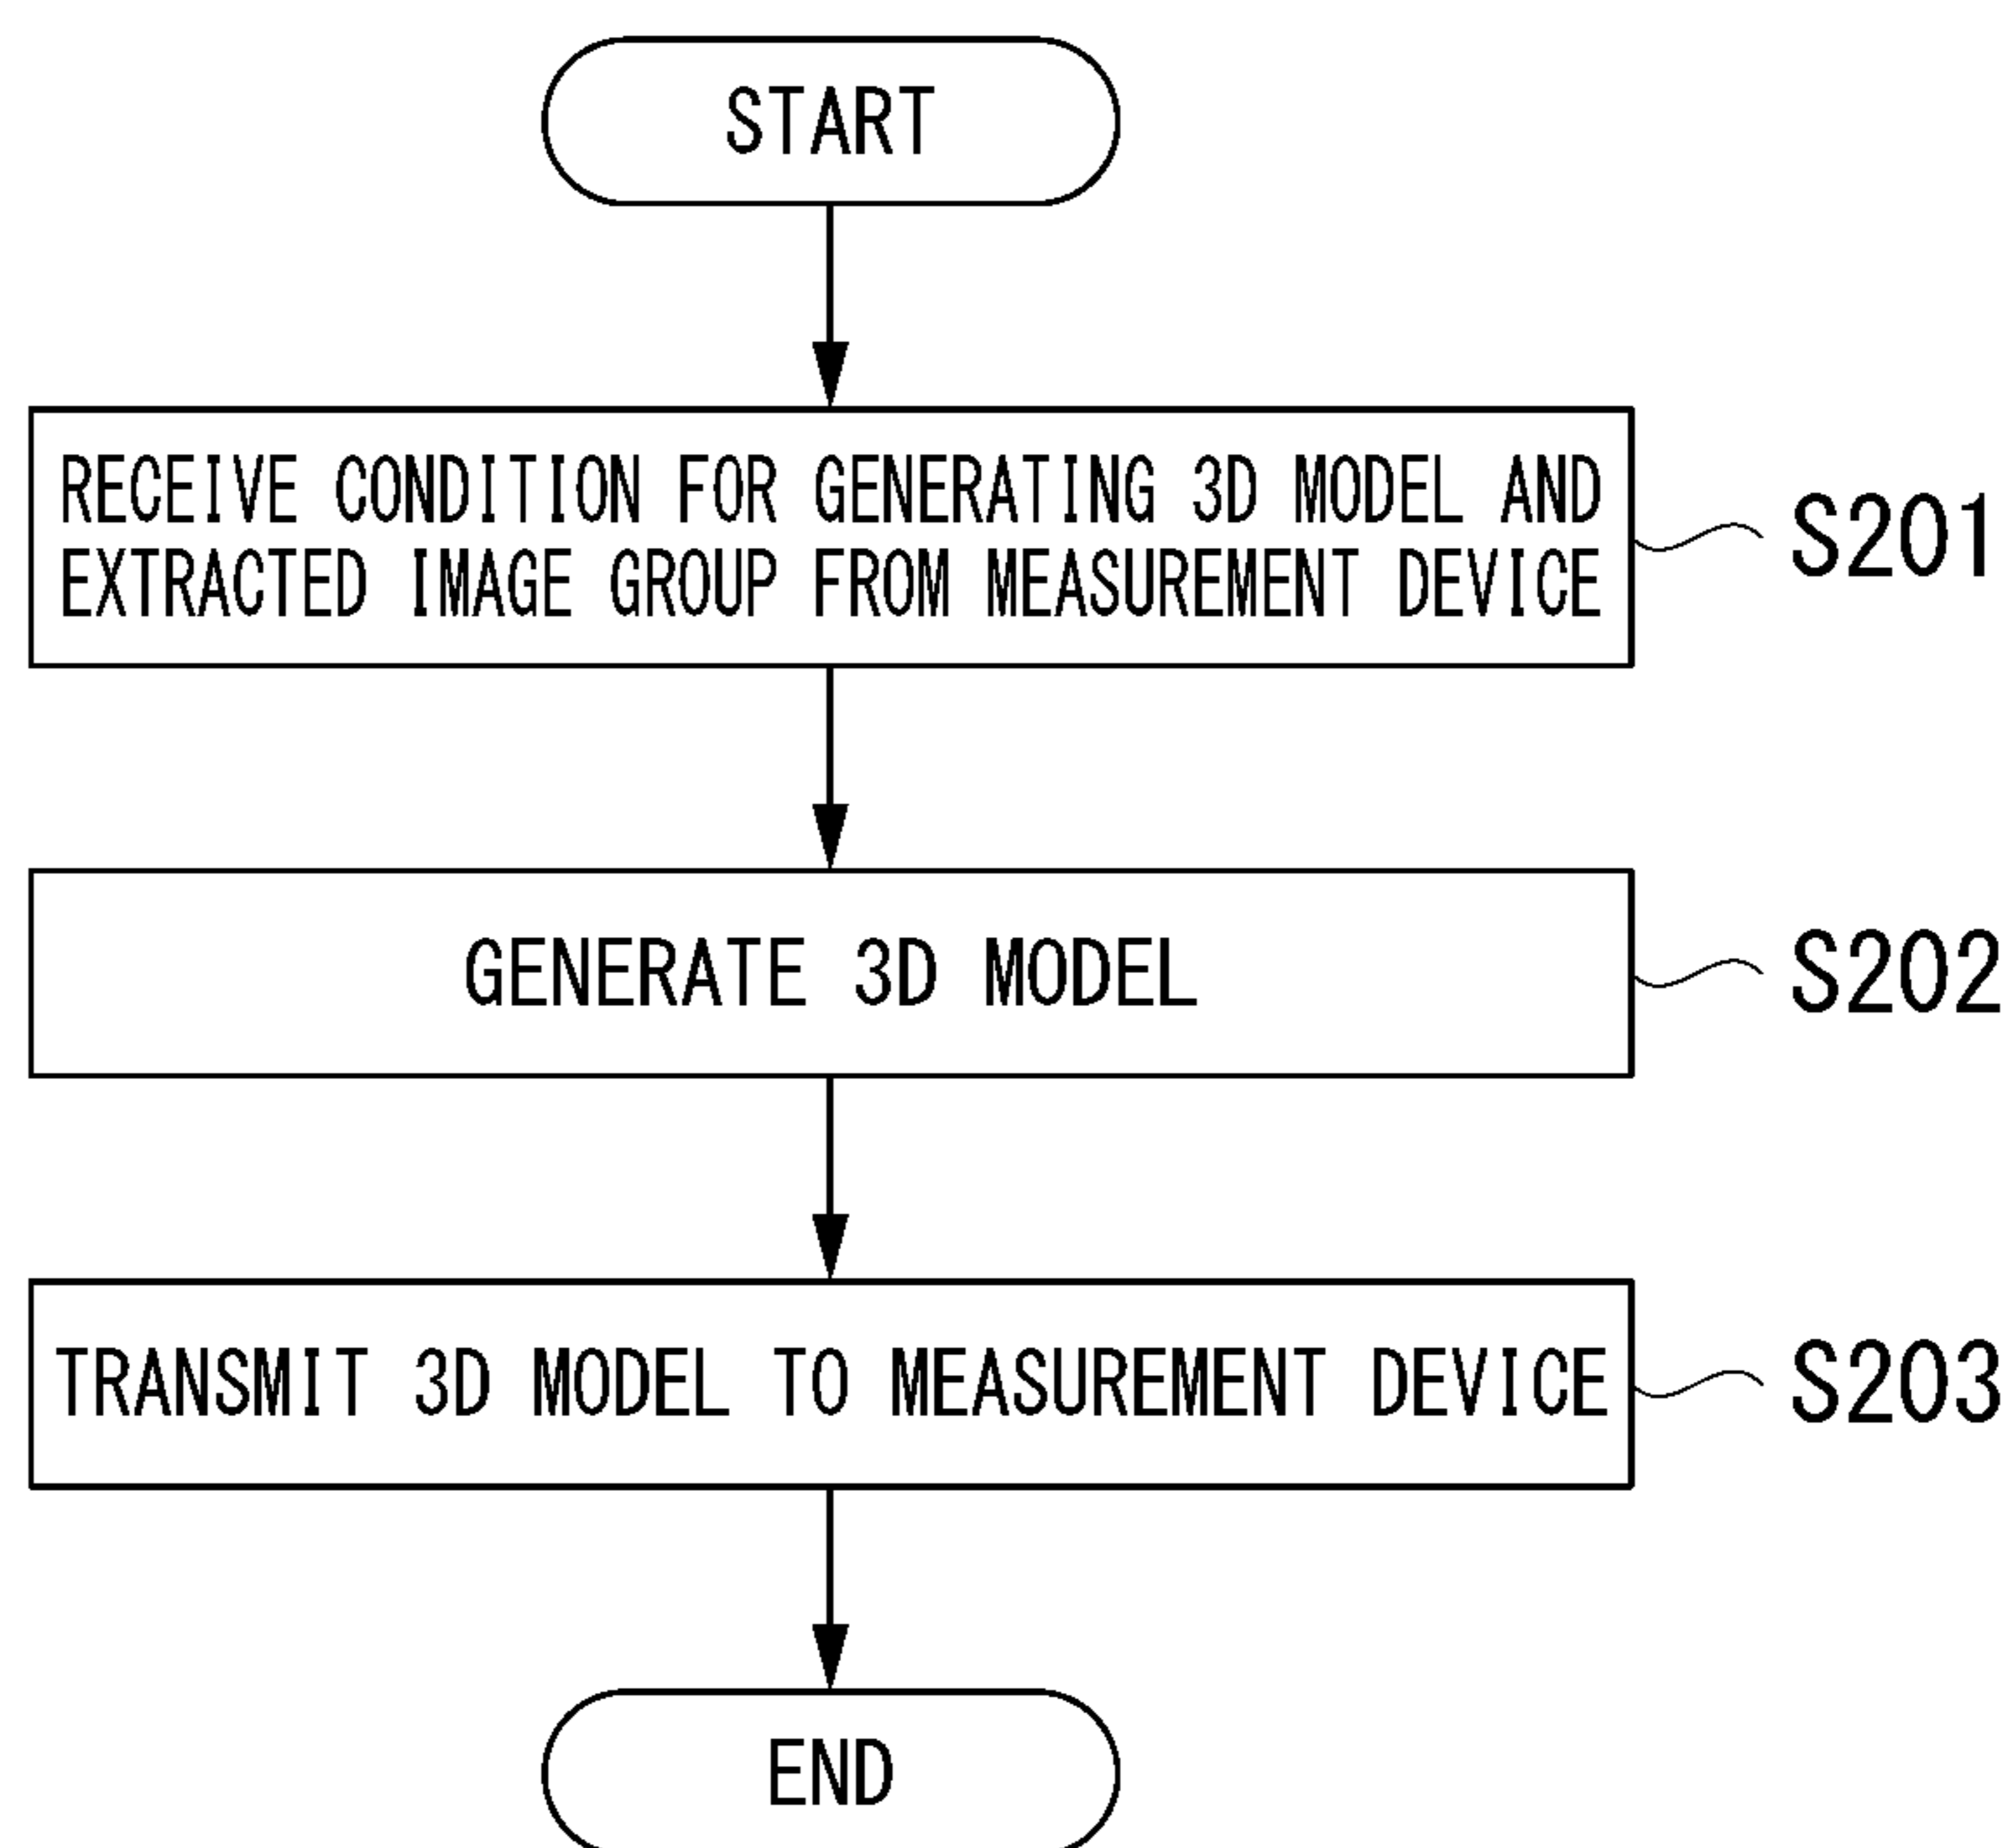 START
RECEIVE CONDITION FOR GENERATING 3D MODEL AND
EXTRACTED IMAGE GROUP FROM MEASUREMENT DEVICE
S201
GENERATE 3D MODEL
S202
TRANSMIT 3D MODEL TO MEASUREMENT DEVICE
S203
END